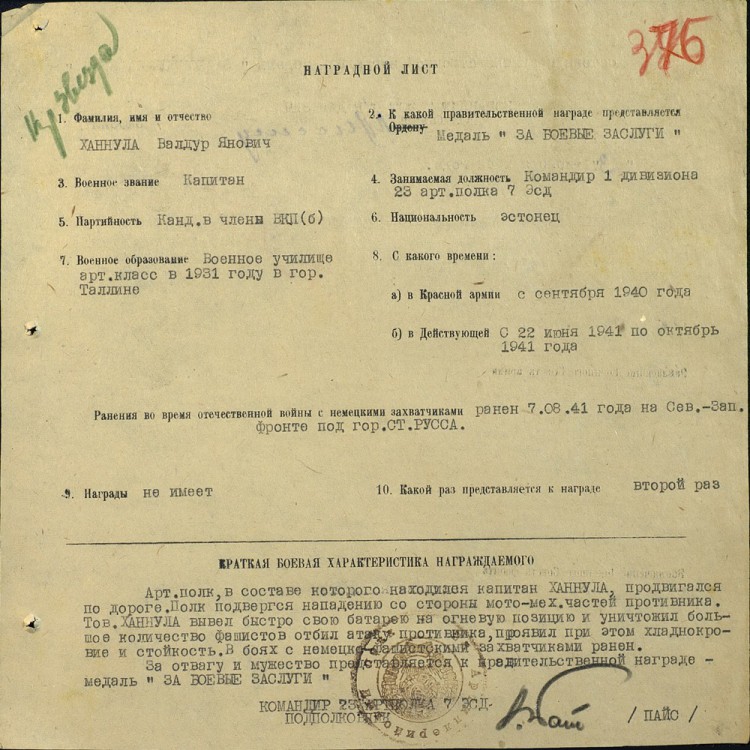 Кр звезда
375
НАГРАДНОЙ ЛИСТ
1. Фамилия, имя и отчество
ХАННУЛА Валдур Янович
2. К какой правительственной награде представляется
Ордену
Медаль " ЗА БОЕВЫЕ ЗАСЛУГИ "
3. Военное звание Капитан
4. Занимаемая должность Командир 1 дивизиона
23 арт.полка 7 Эсд
5. Партийность Канд.в члены ВКП(б)
6. Национальность эстонец
7. Военное образование Военное училище
арт.класс в 1931 году в гор.
Таллине
8. С какого времени:
а) в Красной армии с сентября 1940 года
б) в Действующей С 22 июня 1941 по октябрь
1941 года
Ранения во время отечественной войны с немецкими захватчиками ранен 7.08.41 года на Сев.-Зап.
фронте под гор.СТ.РУССА.
9. Награды не имеет
10. Какой раз представляется к награде второй раз
КРАТКАЯ БОЕВАЯ ХАРАКТЕРИСТИКА НАГРАЖДАЕМОГО
Арт.полк,в составе которого находился капитан ХАННУЛА, продвигался
по дороге.Полк подвергся нападению со стороны мото-мех.частей противника.
Тов.ХАННУЛА вывел быстро свою батарею на огневую позицию и уничтожил боль-
шое количество фашистов отбил атаку противника,проявил при этом хладнокро-
вие и стойкость.В боях с немецко-фашистскими захватчиками ранен.
За отвагу и мужество представляется к правительственной награде -
медаль " ЗА БОЕВЫЕ ЗАСЛУГИ "
КОМАНДИР 23 АРТПОЛКА 7 ЭСД-
ПОДПОЛКОВНИК
/ ПАЙС /